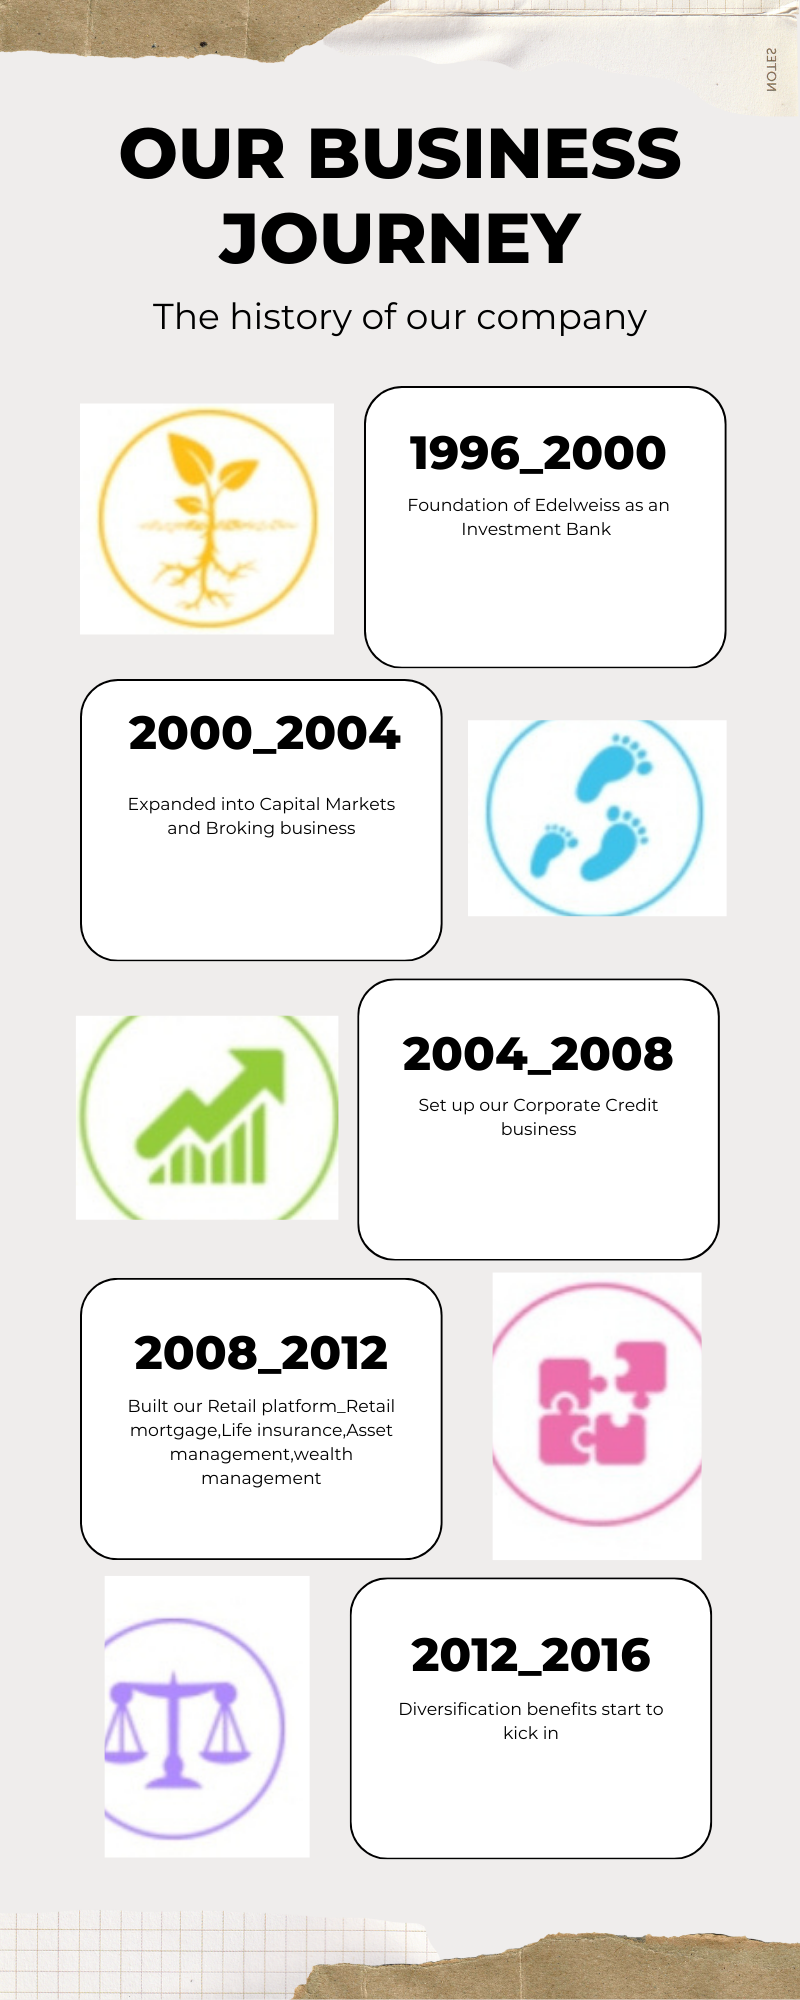 NOTES
OUR BUSINESS
JOURNEY
The history of our company
1996_2000
Foundation of Edelweiss as an
Investment Bank
2000_2004
Expanded into Capital Markets
and Broking business
2004_2008
Set up our Corporate Credit
business
2008_2012
Built our Retail platform_Retail
mortgage,Life insurance,Asset
management,wealth
management
2012_2016
Diversification benefits start to
kick in